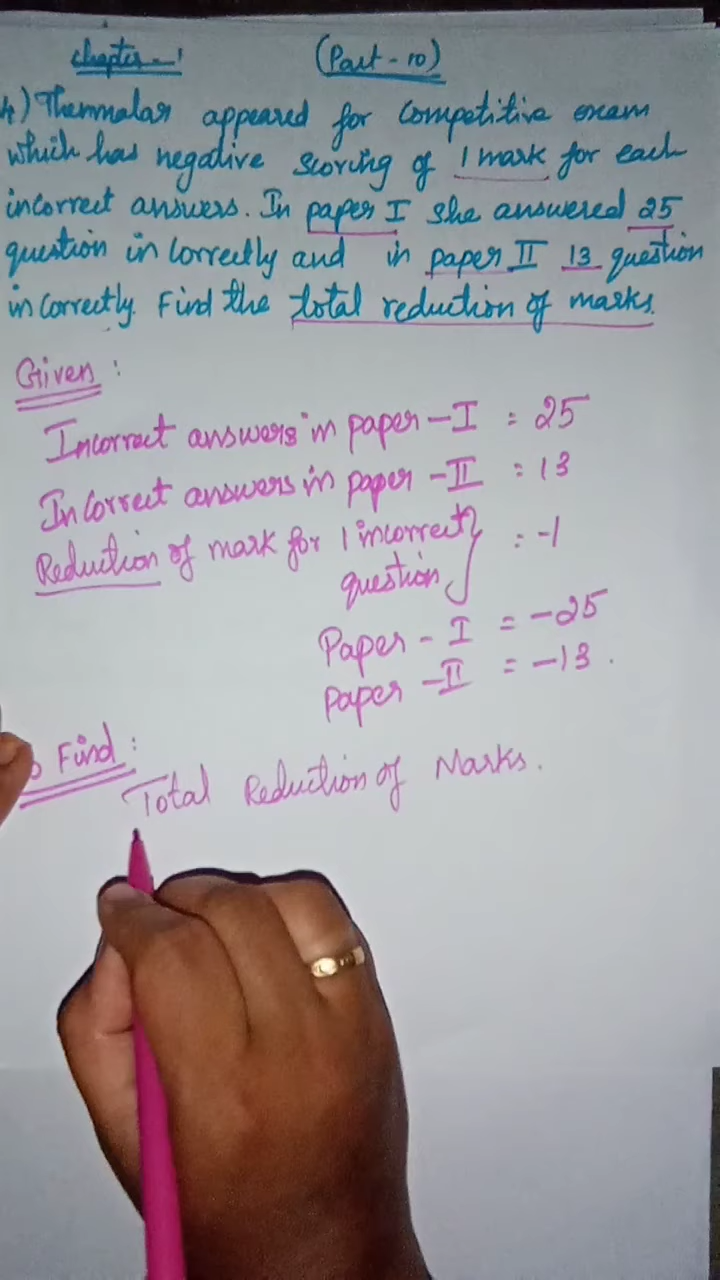 chapter - 1 (Part - 10)
4) Thenmalar appeared for competitive exam
which has negative scoring of 1 mark for each
incorrect answers. In paper I she answered 25
question incorrectly and in paper II 13 question
incorrectly. Find the total reduction of marks.
Given :
Incorrect answers in paper - I = 25
Incorrect answers in paper - II : 13
Reduction of mark for 1 incorrect } : -1
question
Paper - I = -25
paper - II = -13.
Find :
Total Reduction of Marks.